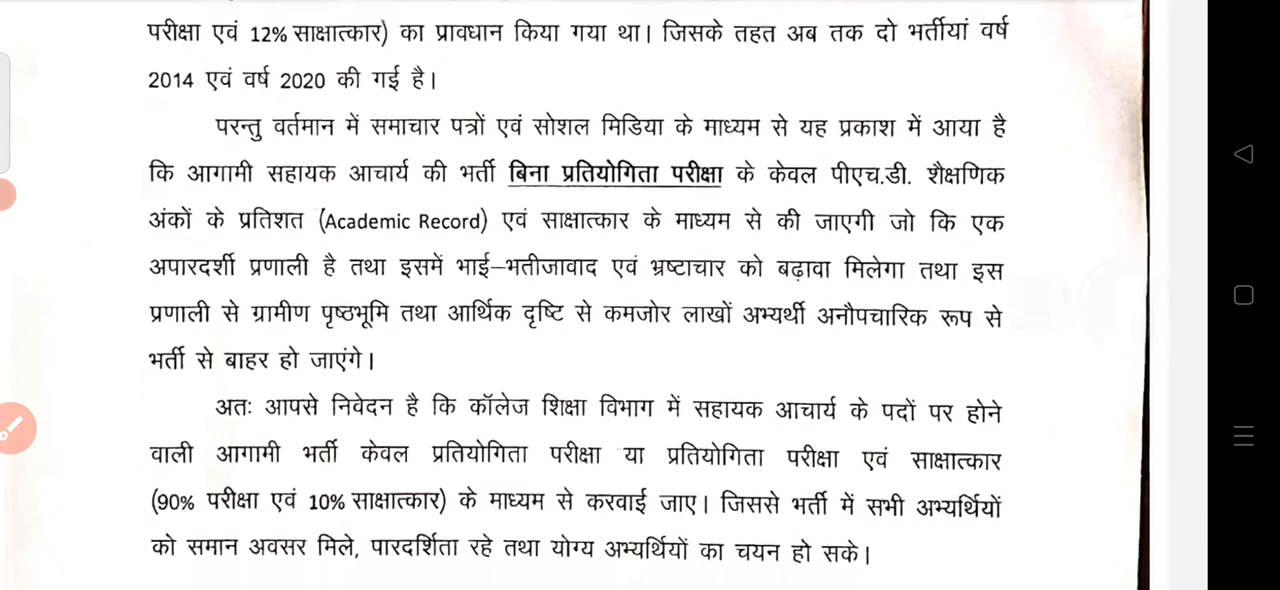 परीक्षा एवं 12% साक्षात्कार) का प्रावधान किया गया था। जिसके तहत अब तक दो भर्तीयां वर्ष
2014 एवं वर्ष 2020 की गई है।
परन्तु वर्तमान में समाचार पत्रों एवं सोशल मिडिया के माध्यम से यह प्रकाश में आया है
कि आगामी सहायक आचार्य की भर्ती बिना प्रतियोगिता परीक्षा के केवल पीएच.डी. शैक्षणिक
अंकों के प्रतिशत (Academic Record) एवं साक्षात्कार के माध्यम से की जाएगी जो कि एक
अपारदर्शी प्रणाली है तथा इसमें भाई–भतीजावाद एवं भ्रष्टाचार को बढ़ावा मिलेगा तथा इस
प्रणाली से ग्रामीण पृष्ठभूमि तथा आर्थिक दृष्टि से कमजोर लाखों अभ्यर्थी अनौपचारिक रूप से
भर्ती से बाहर हो जाएंगे।
अतः आपसे निवेदन है कि कॉलेज शिक्षा विभाग में सहायक आचार्य के पदों पर होने
वाली आगामी भर्ती केवल प्रतियोगिता परीक्षा या प्रतियोगिता परीक्षा एवं साक्षात्कार
(90% परीक्षा एवं 10% साक्षात्कार) के माध्यम से करवाई जाए। जिससे भर्ती में सभी अभ्यर्थियों
को समान अवसर मिले, पारदर्शिता रहे तथा योग्य अभ्यर्थियों का चयन हो सके।